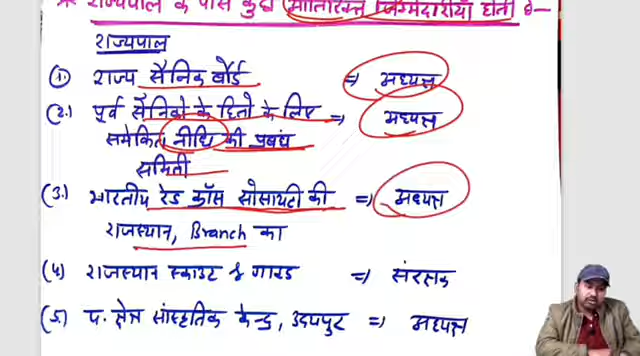 * राज्यपाल के पास कुछ अतिरिक्त जिम्मेदारीयाँ होती है—
राज्यपाल
(1) राज्य सैनिक बोर्ड => अध्यक्ष
(2.) पूर्व सैनिको के हितो के लिए => अध्यक्ष
समेकित नीधि की प्रबंध
समिती
(3.) भारतीय रेड क्रॉस सोसायटी की => अध्यक्ष
राजस्थान, Branch का
(4) राजस्थान स्काउट & गाइड => संरक्षक
(5.) प. क्षेत्र सांस्कृतिक केन्द्र, उदयपुर => अध्यक्ष